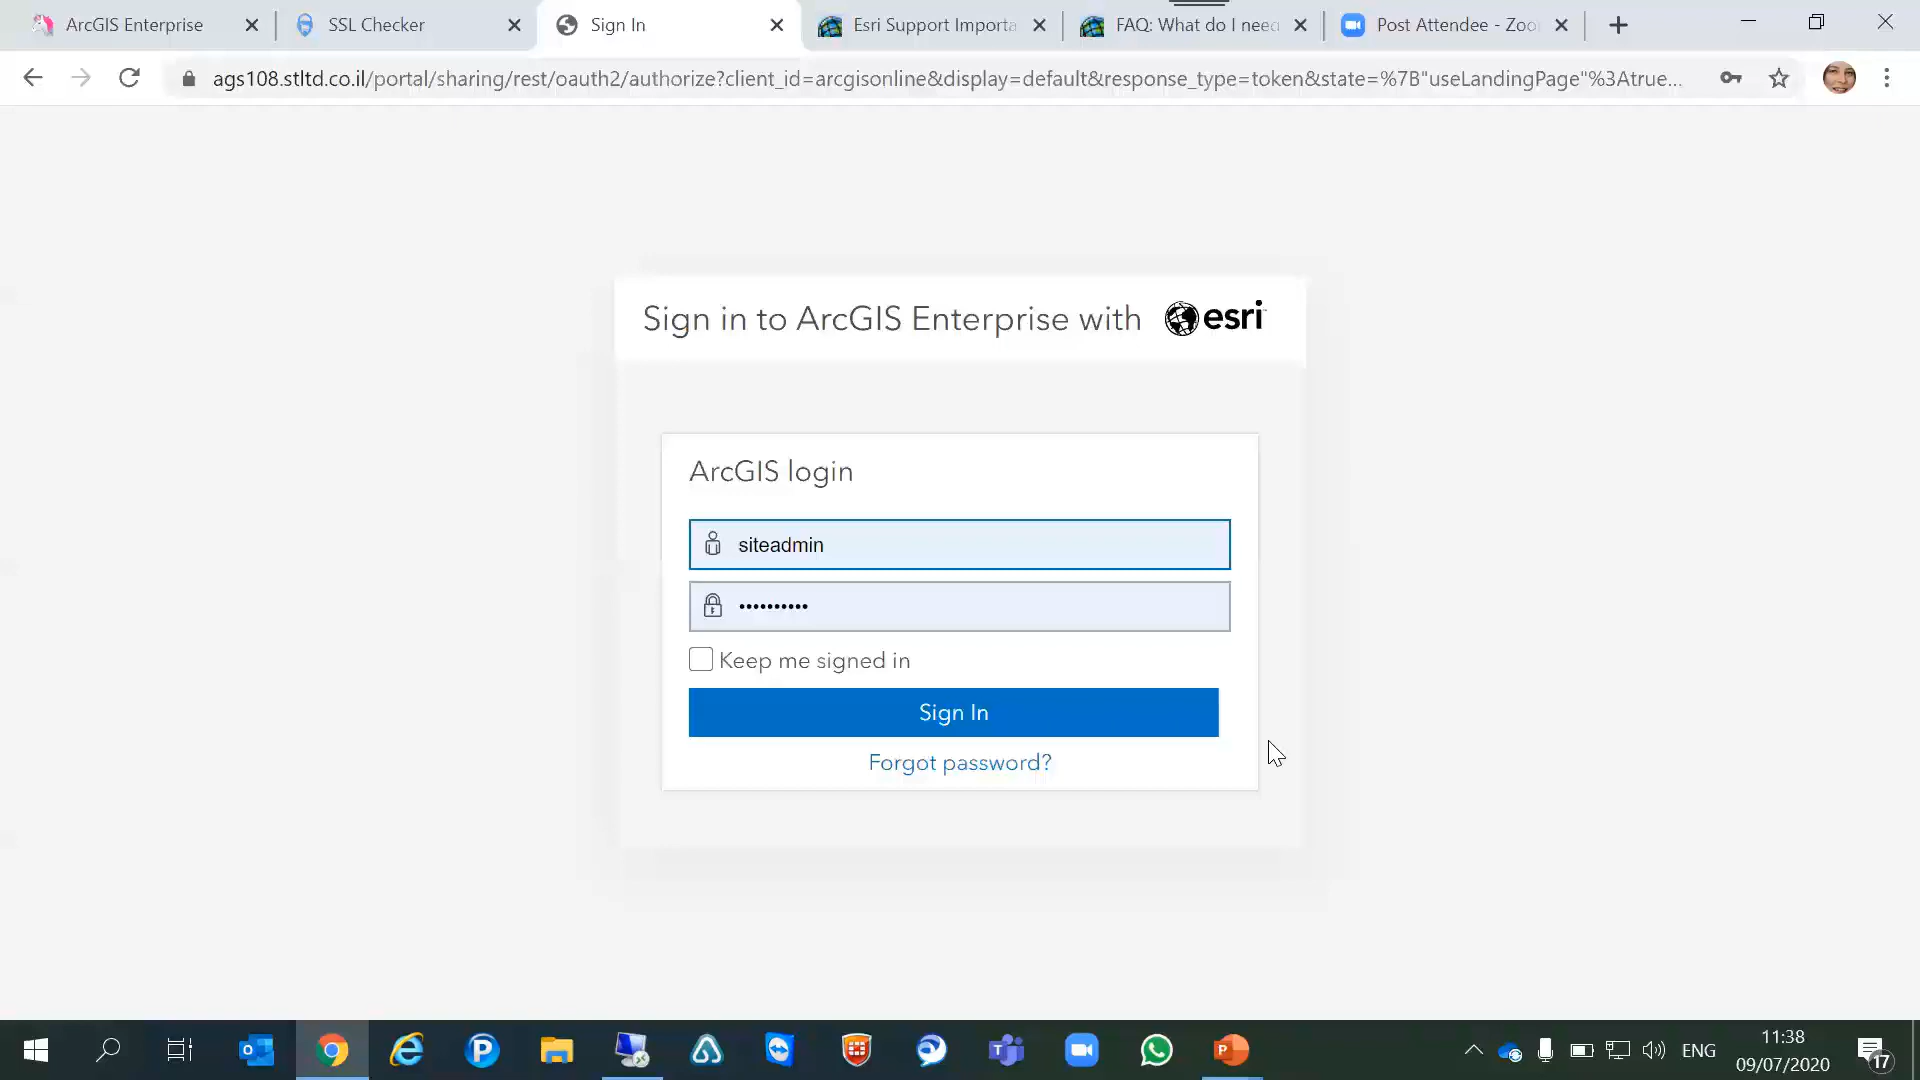 ArcGIS Enterprise
SSL Checker
Sign In
Esri Support Importa
FAQ: What do I need
Post Attendee - Zoo
ags108.stltd.co.il/portal/sharing/rest/oauth2/authorize?client_id=arcgisonline&display=default&response_type=token&state=%7B"useLandingPage"%3Atrue...
Sign in to ArcGIS Enterprise with esri
ArcGIS login
siteadmin
••••••••••
Keep me signed in
Sign In
Forgot password?
ENG
11:38
09/07/2020
17